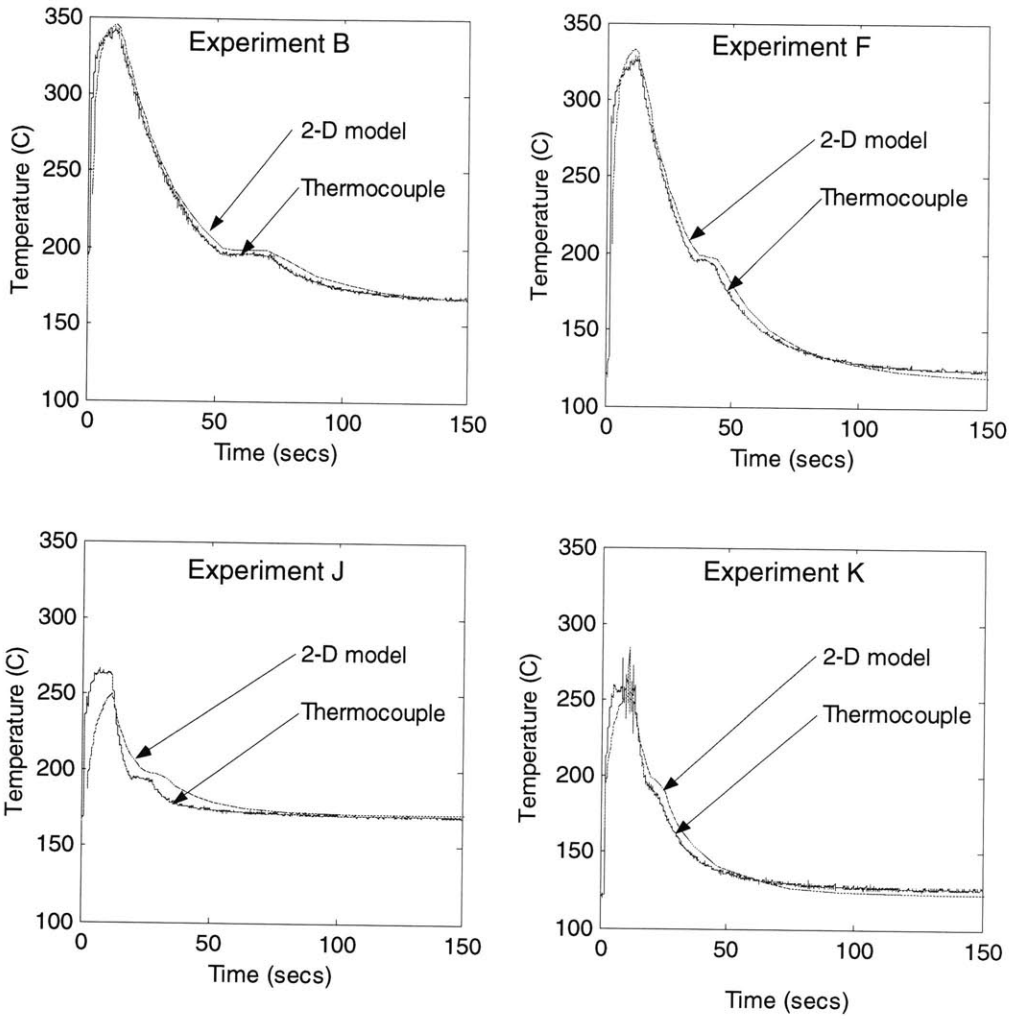 Experiment B
350
300
250
200
150
100
Temperature (C)
2-D model
Thermocouple
0
50
100
150
Time (secs)
Experiment F
350
300
250
200
150
100
Temperature (C)
2-D model
Thermocouple
0
50
100
150
Time (secs)
Experiment J
350
300
250
200
150
100
Temperature (C)
2-D model
Thermocouple
0
50
100
150
Time (secs)
Experiment K
350
300
250
200
150
100
Temperature (C)
2-D model
Thermocouple
0
50
100
150
Time (secs)